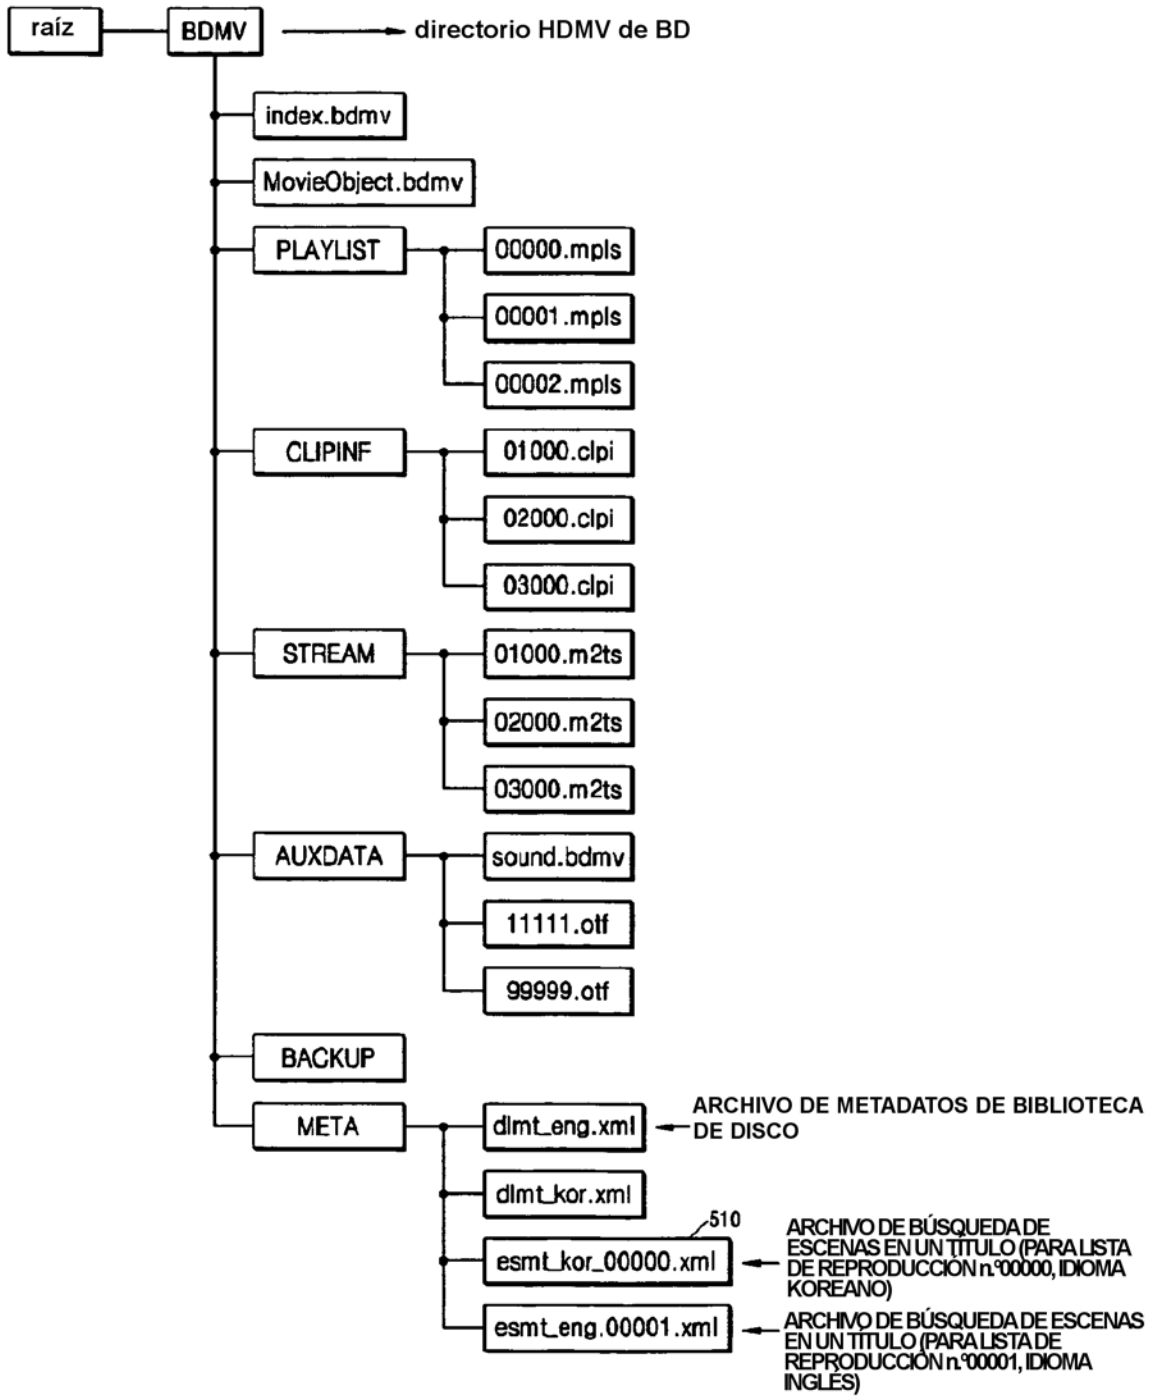 raíz
BDMV
directorio HDMV de BD
index.bdmv
MovieObject.bdmv
PLAYLIST
00000.mpls
00001.mpls
00002.mpls
CLIPINF
01000.clpi
02000.clpi
03000.clpi
STREAM
01000.m2ts
02000.m2ts
03000.m2ts
AUXDATA
sound.bdmv
11111.otf
99999.otf
BACKUP
META
dlmt_eng.xml
ARCHIVO DE METADATOS DE BIBLIOTECA
DE DISCO
dlmt_kor.xml
510
esmt_kor_00000.xml
ARCHIVO DE BÚSQUEDA DE
ESCENAS EN UN TÍTULO (PARA LISTA
DE REPRODUCCIÓN n.º00000, IDIOMA
KOREANO)
esmt_eng.00001.xml
ARCHIVO DE BÚSQUEDA DE ESCENAS
EN UN TÍTULO (PARA LISTA DE
REPRODUCCIÓN n.º00001, IDIOMA
INGLÉS)